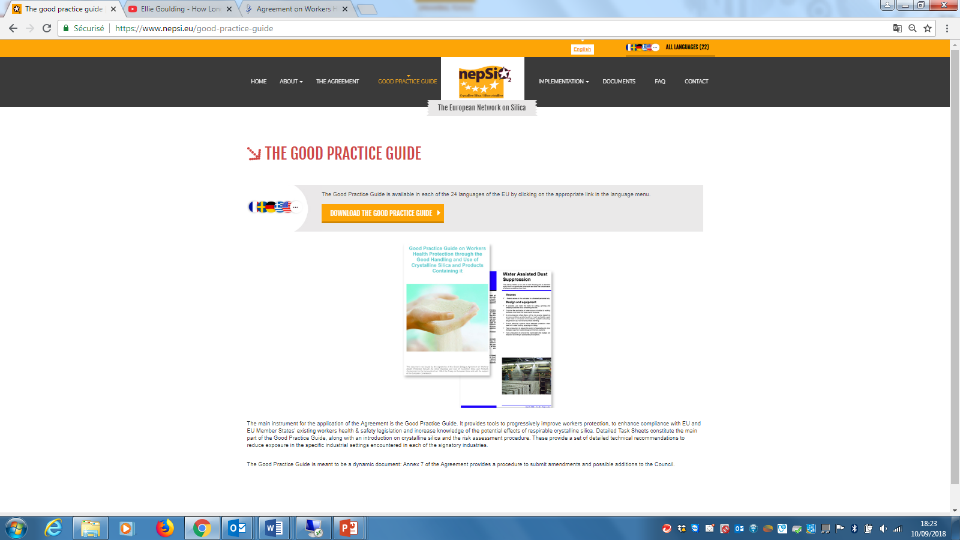 The good practice guide
Ellie Goulding - How Lon
Agreement on Workers H
Sécurisé | https://www.nepsi.eu/good-practice-guide
English
ALL LANGUAGES (22)
HOME ABOUT THE AGREEMENT GOOD PRACTICE GUIDE nepSi 2 IMPLEMENTATION DOCUMENTS FAQ CONTACT
The European Network on Silica
THE GOOD PRACTICE GUIDE
The Good Practice Guide is available in each of the 24 languages of the EU by clicking on the appropriate link in the language menu
DOWNLOAD THE GOOD PRACTICE GUIDE
Good Practice Guide on Workers
Health Protection through the
Good Handling and Use of
Crystalline Silica and Products
Containing it
Water Assisted Dust
Suppression
Design and equipment
The main instrument for the application of the Agreement is the Good Practice Guide. It provides tools to progressively improve workers protection, to enhance compliance with EU and
EU Member States' existing workers health & safety legislation and increase knowledge of the potential effects of respirable crystalline silica. Detailed Task Sheets constitute the main
part of the Good Practice Guide, along with an introduction on crystalline silica and the risk assessment procedure. These provide a set of detailed technical recommendations to
reduce exposure in the specific industrial settings encountered in each of the signatory industries.
The Good Practice Guide is meant to be a dynamic document: Annex 7 of the Agreement provides a procedure to submit amendments and possible additions to the Council.
18:23
10/09/2018